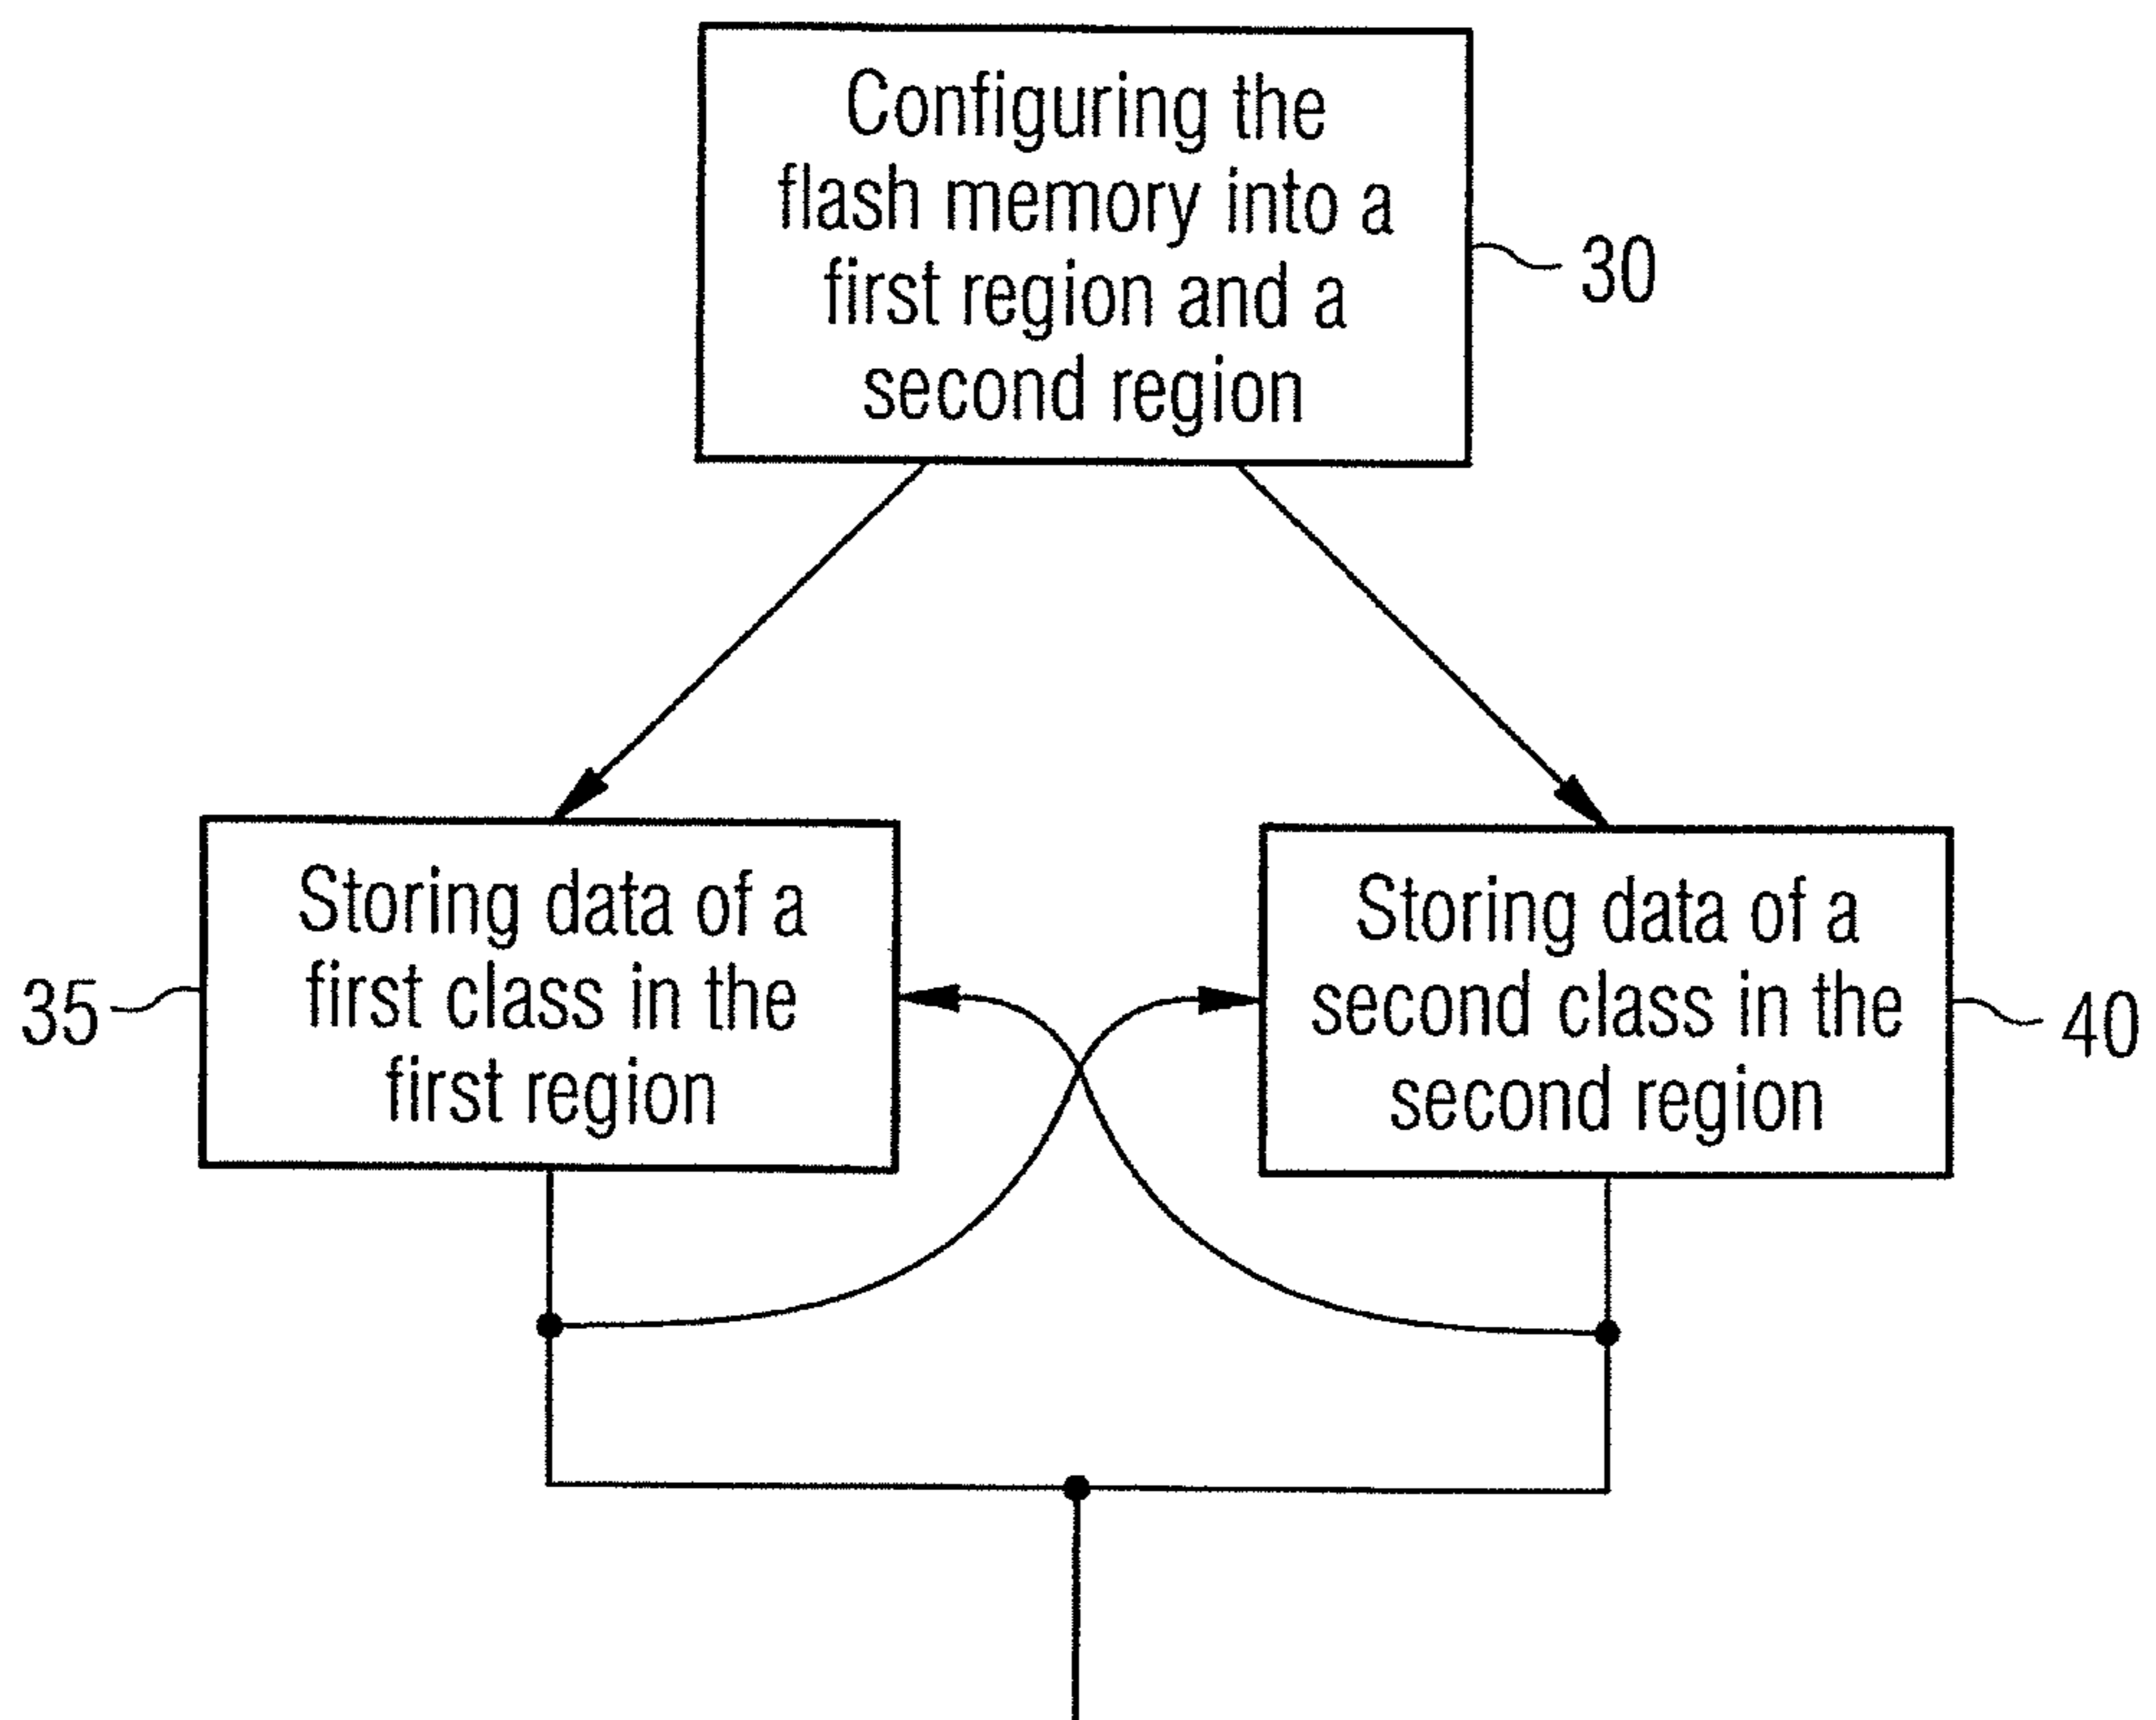 Configuring the
flash memory into a
first region and a
second region
30
Storing data of a
first class in the
first region
35
Storing data of a
second class in the
second region
40